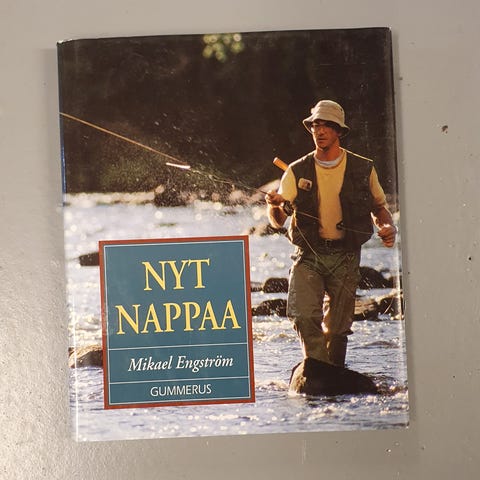 NYT
NAPPAA
Mikael Engström
GUMMERUS